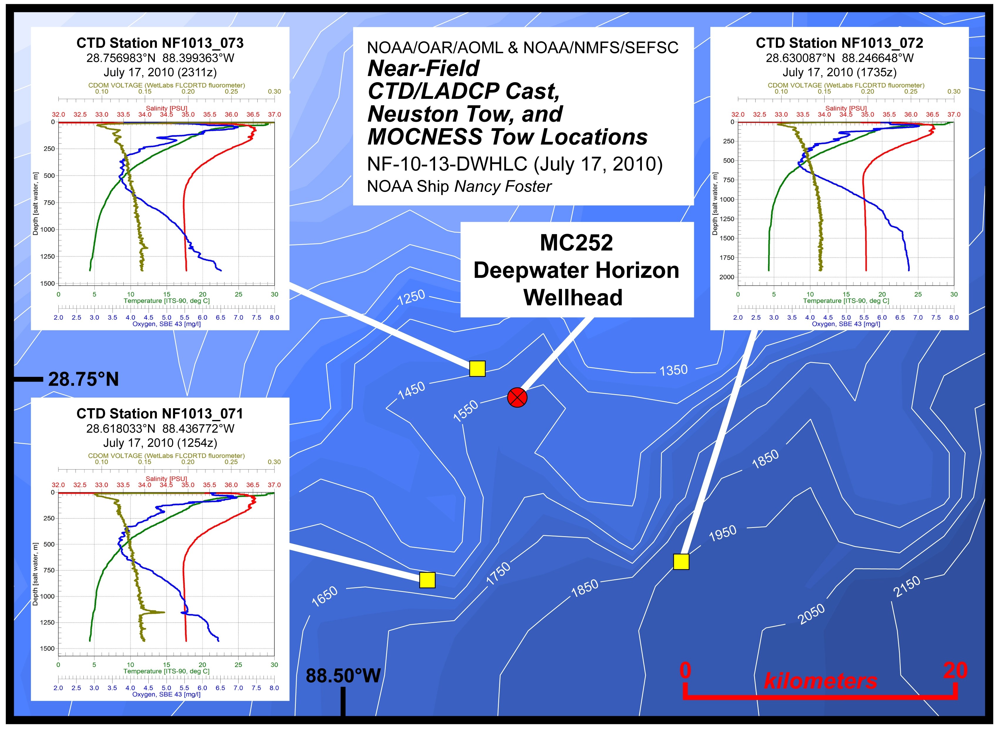 CTD Station NF1013_073
28.756983°N 88.399363°W
July 17, 2010 (2311z)
CDOM VOLTAGE (WetLabs FLCDRTD fluorometer)
0.10 0.15 0.20 0.25 0.30
Salinity [PSU]
32.0 32.5 33.0 33.5 34.0 34.5 35.0 35.5 36.0 36.5 37.0
0
250
500
750
1000
1250
1500
Depth [salt water, m]
0 5 10 15 20 25 30
Temperature [ITS-90, deg C]
2.0 2.5 3.0 3.5 4.0 4.5 5.0 5.5 6.0 6.5 7.0 7.5 8.0
Oxygen, SBE 43 [mg/l]
NOAA/OAR/AOML & NOAA/NMFS/SEFSC
Near-Field
CTD/LADCP Cast,
Neuston Tow, and
MOCNESS Tow Locations
NF-10-13-DWHLC (July 17, 2010)
NOAA Ship Nancy Foster
CTD Station NF1013_072
28.630087°N 88.246648°W
July 17, 2010 (1735z)
CDOM VOLTAGE (WetLabs FLCDRTD fluorometer)
0.10 0.15 0.20 0.25 0.30
Salinity [PSU]
32.0 32.5 33.0 33.5 34.0 34.5 35.0 35.5 36.0 36.5 37.0
0
250
500
750
1000
1250
1500
1750
2000
Depth [salt water, m]
0 5 10 15 20 25 30
Temperature [ITS-90, deg C]
2.0 2.5 3.0 3.5 4.0 4.5 5.0 5.5 6.0 6.5 7.0 7.5 8.0
Oxygen, SBE 43 [mg/l]
MC252
Deepwater Horizon
Wellhead
1250
1350
28.75°N
1450
1550
CTD Station NF1013_071
28.618033°N 88.436772°W
July 17, 2010 (1254z)
CDOM VOLTAGE (WetLabs FLCDRTD fluorometer)
0.10 0.15 0.20 0.25 0.30
Salinity [PSU]
32.0 32.5 33.0 33.5 34.0 34.5 35.0 35.5 36.0 36.5 37.0
0
250
500
750
1000
1250
1500
Depth [salt water, m]
0 5 10 15 20 25 30
Temperature [ITS-90, deg C]
2.0 2.5 3.0 3.5 4.0 4.5 5.0 5.5 6.0 6.5 7.0 7.5 8.0
Oxygen, SBE 43 [mg/l]
1850
1950
1750
1850
1650
2150
2050
88.50°W
0 20
kilometers